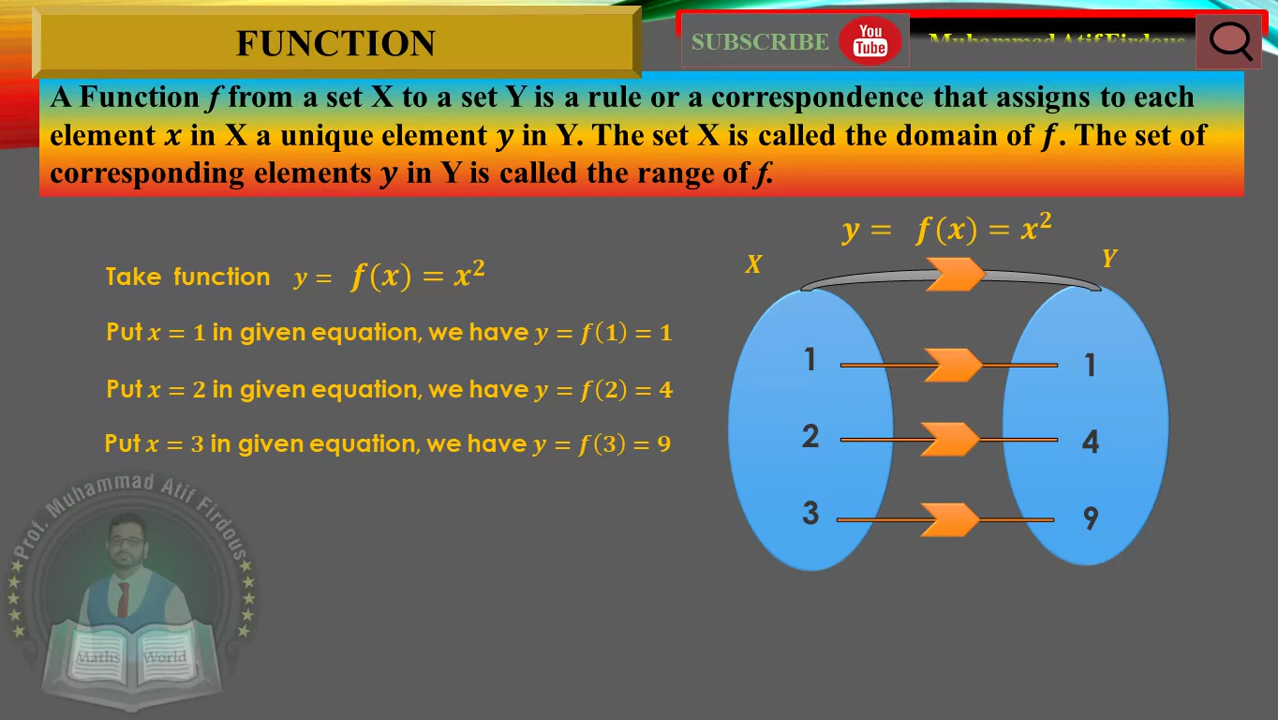 FUNCTION
SUBSCRIBE
You
Tube
Muhammad Atif Firdous
A Function f from a set X to a set Y is a rule or a correspondence that assigns to each
element x in X a unique element y in Y. The set X is called the domain of f. The set of
corresponding elements y in Y is called the range of f.
y = f(x) = x²
X
Y
Take function y = f(x) = x²
Put x = 1 in given equation, we have y = f(1) = 1
Put x = 2 in given equation, we have y = f(2) = 4
Put x = 3 in given equation, we have y = f(3) = 9
1 1
2 4
3 9
Prof. Muhammad Atif Firdous
Maths World